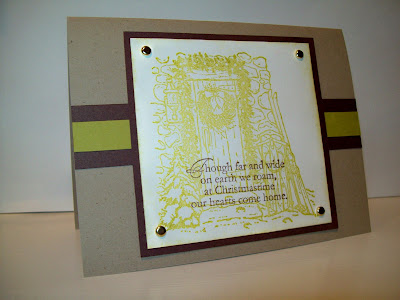 Though far and wide
on earth we roam,
at Christmastime
our hearts come home.